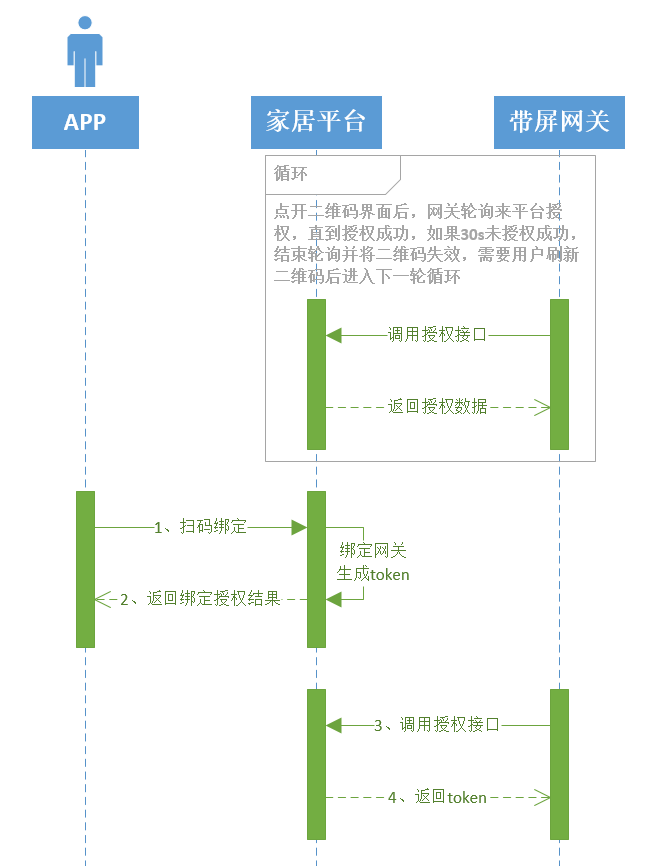 APP
家居平台
带屏网关
循环
点开二维码界面后，网关轮询来平台授
权，直到授权成功，如果30s未授权成功，
结束轮询并将二维码失效，需要用户刷新
二维码后进入下一轮循环
调用授权接口
返回授权数据
1、扫码绑定
绑定网关
生成token
2、返回绑定授权结果
3、调用授权接口
4、返回token